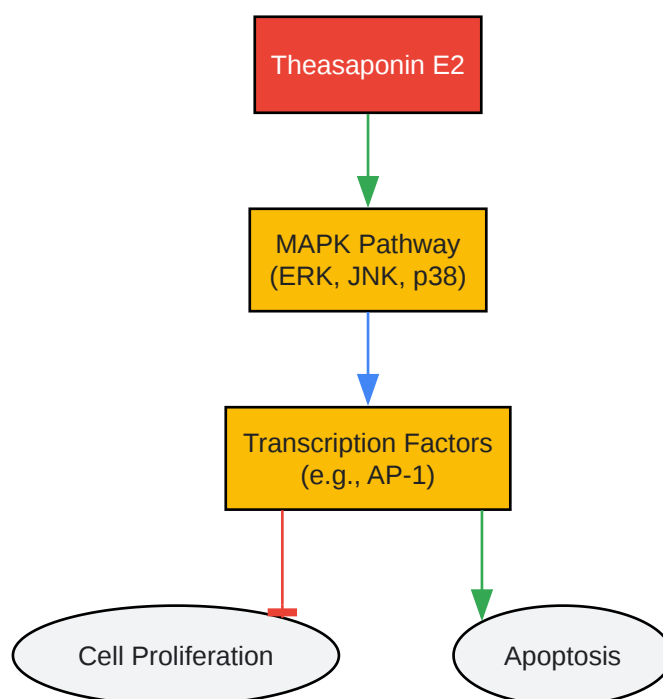 Theasaponin E2
MAPK Pathway
(ERK, JNK, p38)
Transcription Factors
(e.g., AP-1)
Cell Proliferation
Apoptosis